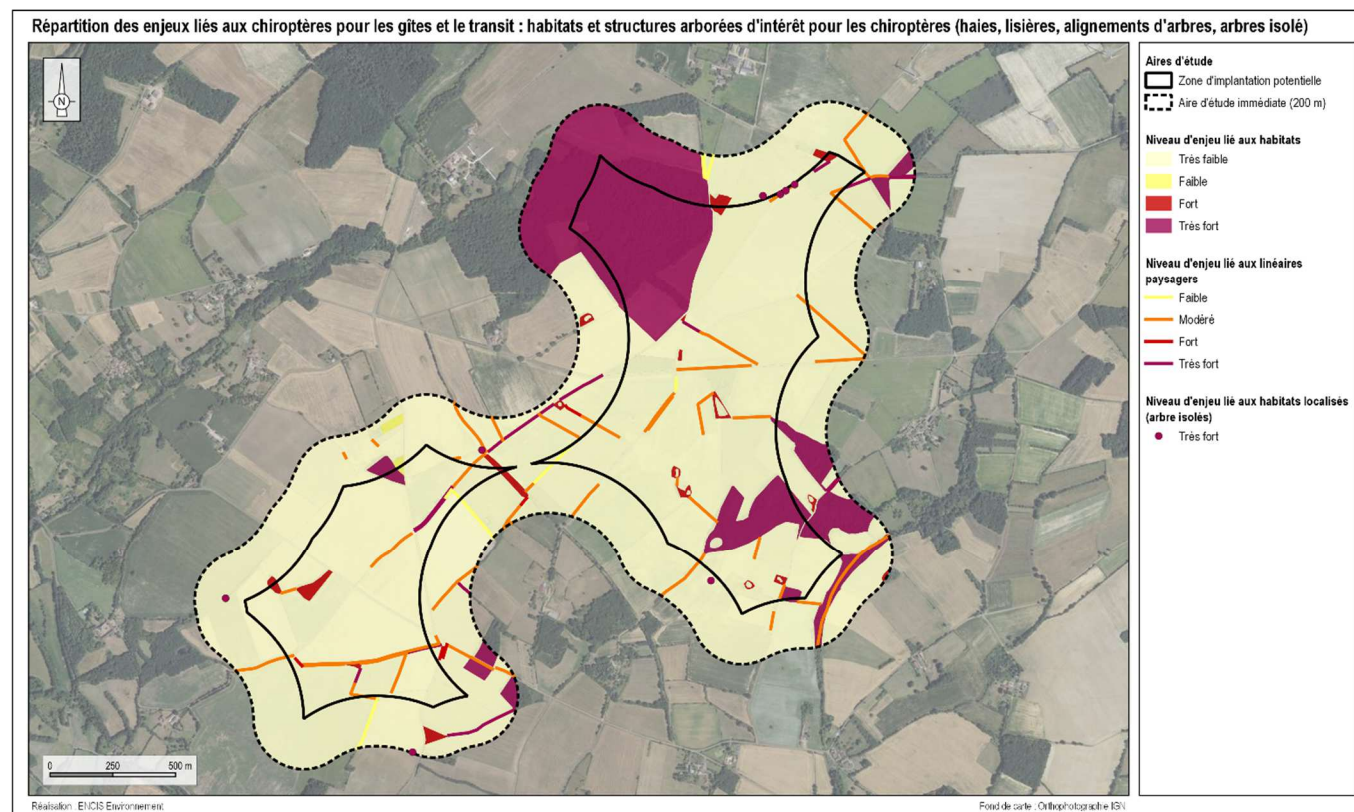 Répartition des enjeux liés aux chiroptères pour les gîtes et le transit : habitats et structures arborées d'intérêt pour les chiroptères (haies, lisières, alignements d'arbres, arbres isolé)
N
Aires d'étude
Zone d'implantation potentielle
Aire d'étude immédiate (200 m)
Niveau d'enjeu lié aux habitats
Très faible
Faible
Fort
Très fort
Niveau d'enjeu lié aux linéaires
paysagers
Faible
Modéré
Fort
Très fort
Niveau d'enjeu lié aux habitats localisés
(arbre isolés)
Très fort
0 250 500 m
Réalisation : ENCIS Environnement
Fond de carte : Orthophotographie IGN